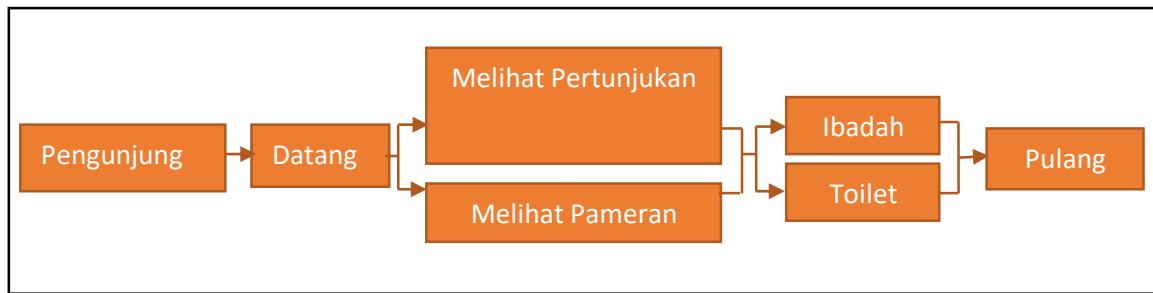 Pengunjung
Datang
Melihat Pertunjukan
Melihat Pameran
Ibadah
Toilet
Pulang